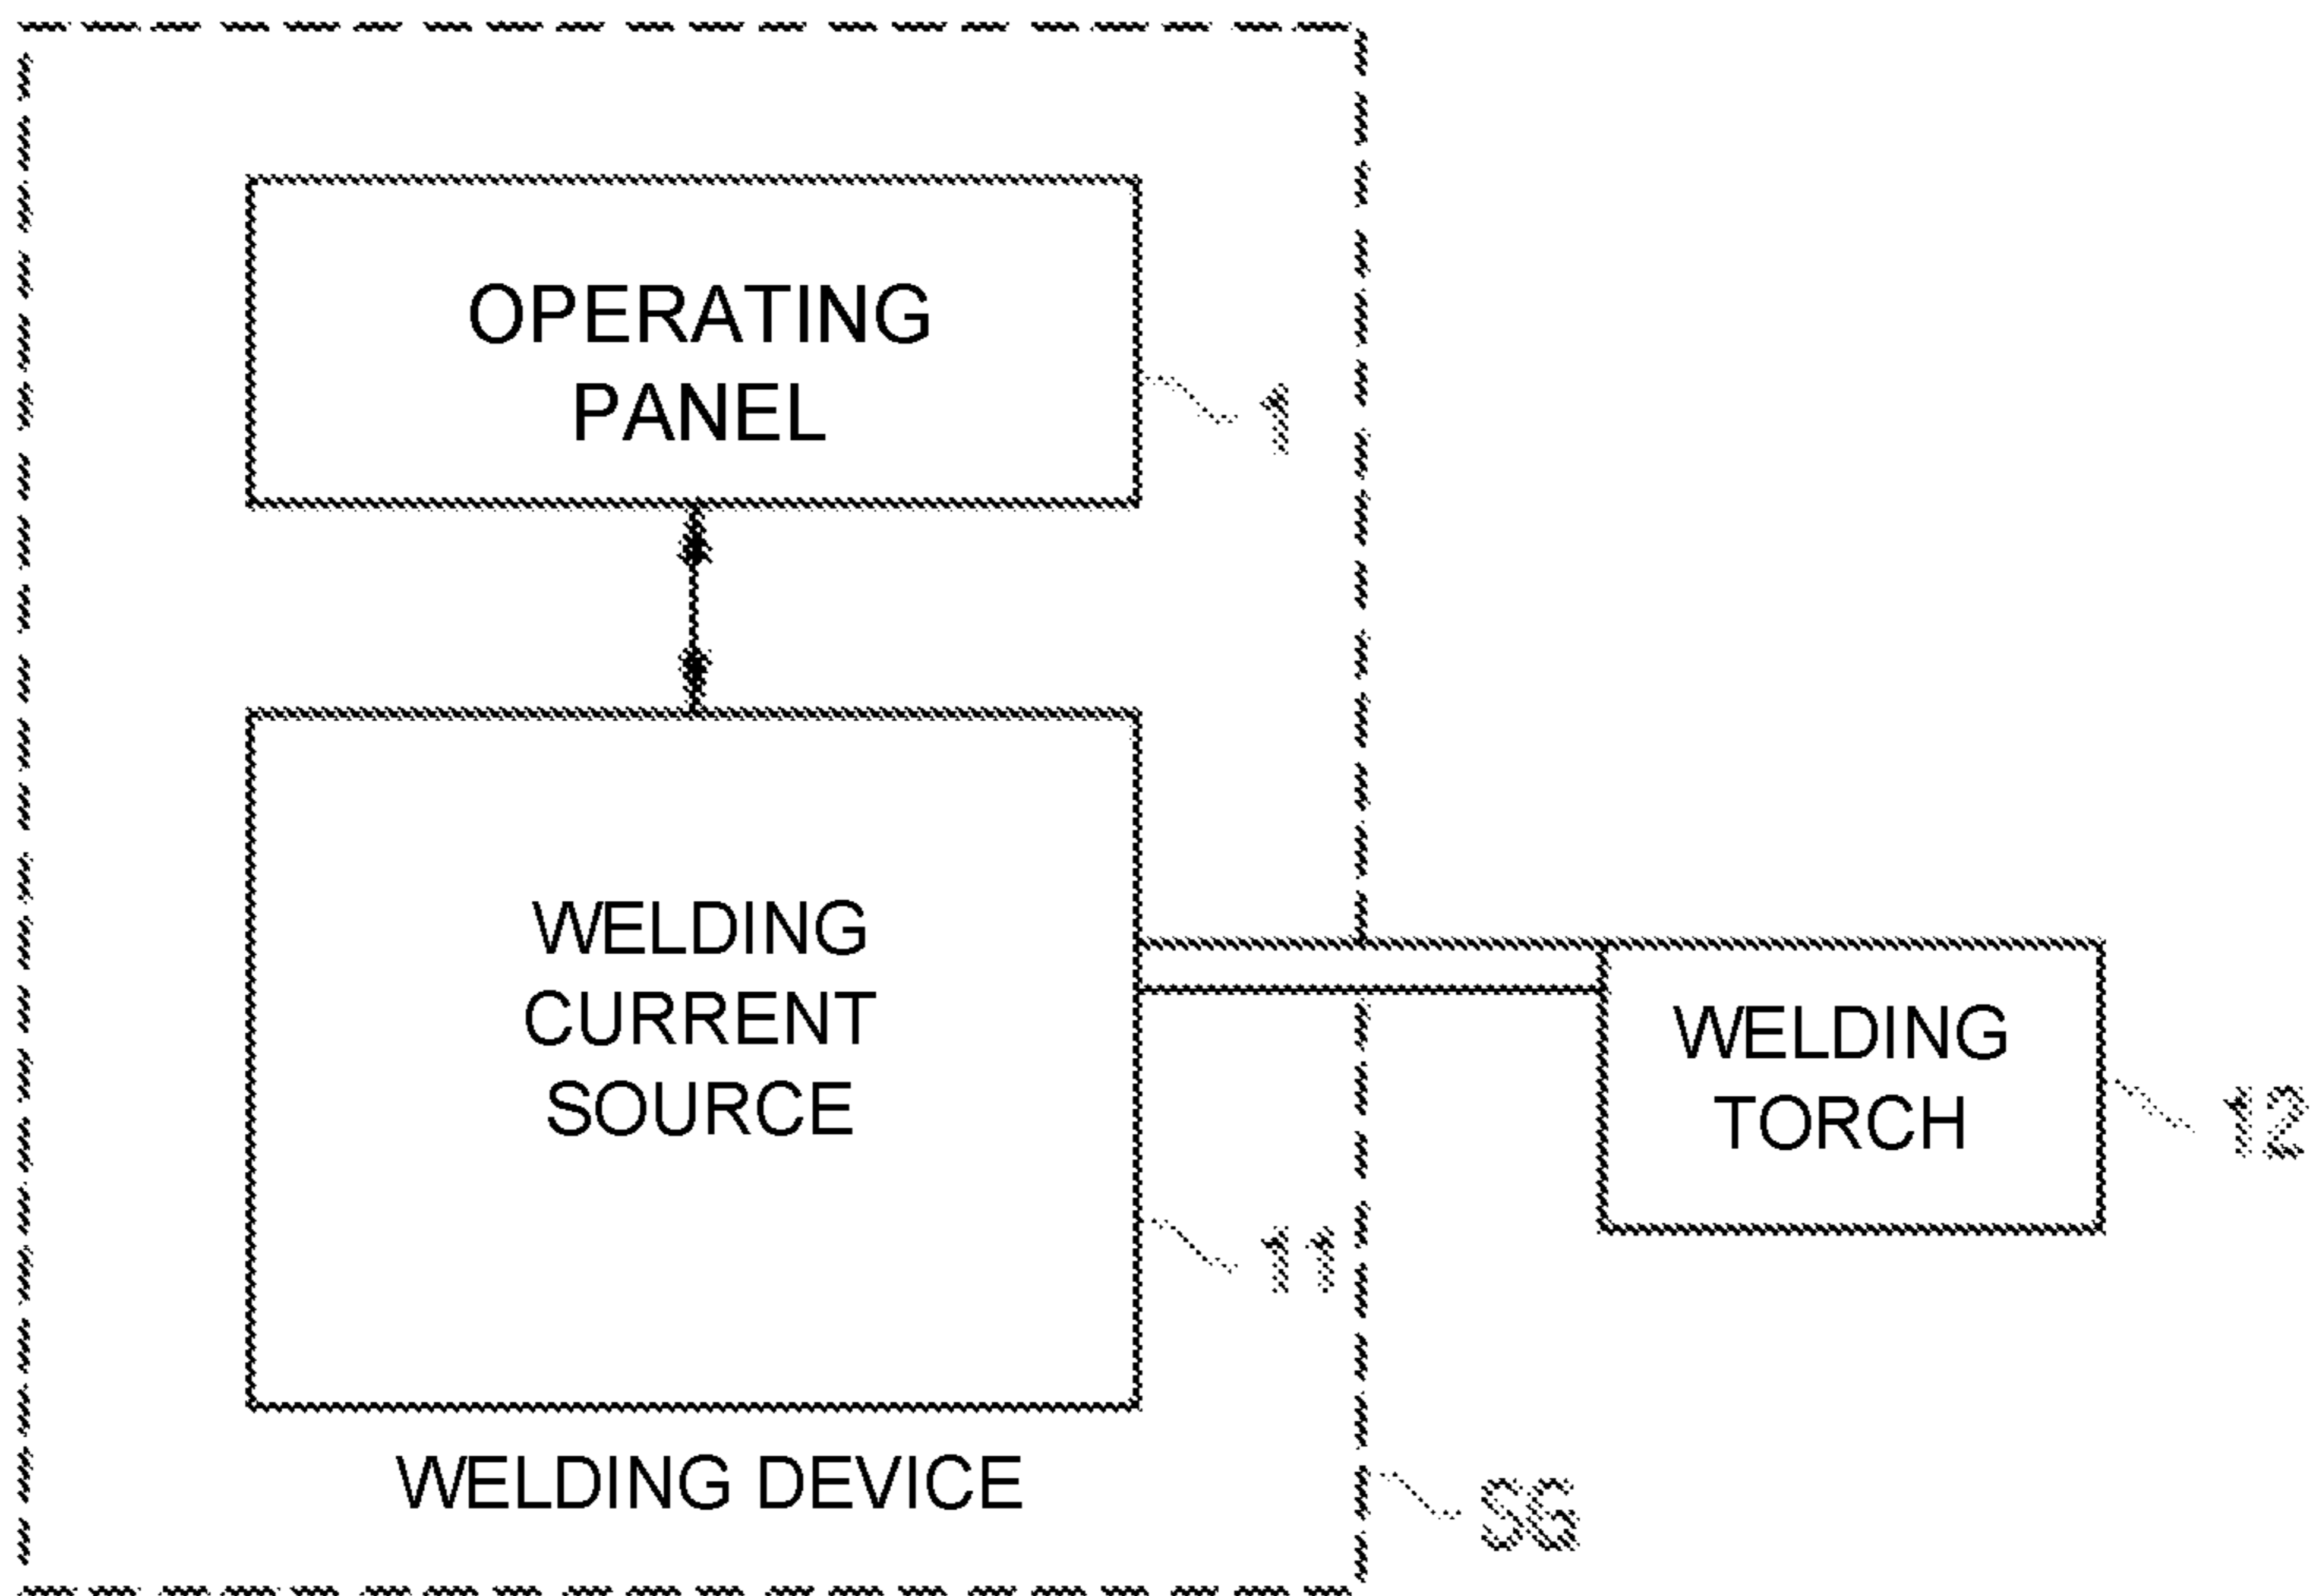 OPERATING
PANEL
1
WELDING
CURRENT
SOURCE
WELDING
TORCH
12
11
WELDING DEVICE
SG